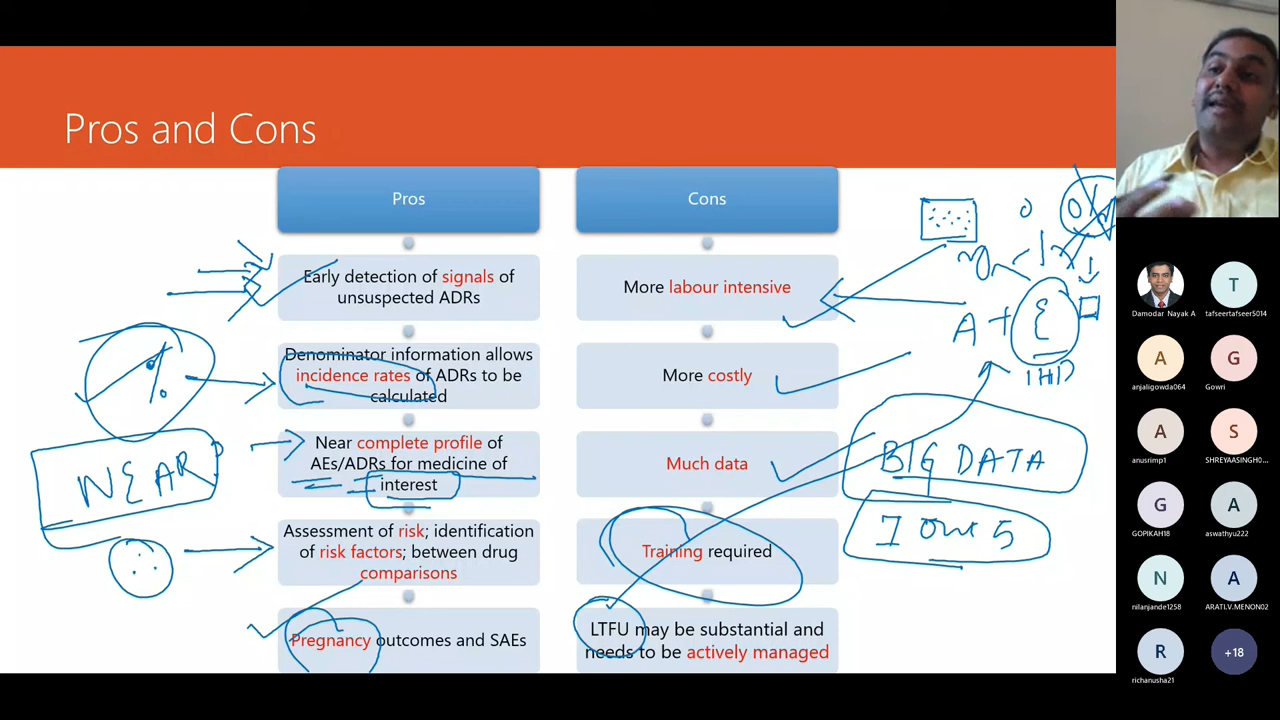 Pros and Cons
Pros
Early detection of signals of
unsuspected ADRs
Denominator information allows
incidence rates of ADRs to be
calculated
Near complete profile of
AEs/ADRs for medicine of
interest
Assessment of risk; identification
of risk factors; between drug
comparisons
Pregnancy outcomes and SAEs
Cons
More labour intensive
More costly
Much data
Training required
LTFU may be substantial and
needs to be actively managed
%
NEAR
A +
IHD
BIG DATA
Damodar Nayak A
T
tafseertafseer5014
A
anjaligowda064
G
Gowri
A
anusrimp1
S
SHREYAASINGH0...
G
GOPIKAH18
A
aswathyu222
N
nilanjande1258
A
ARATI.V.MENON02
R
richanusha21
+18